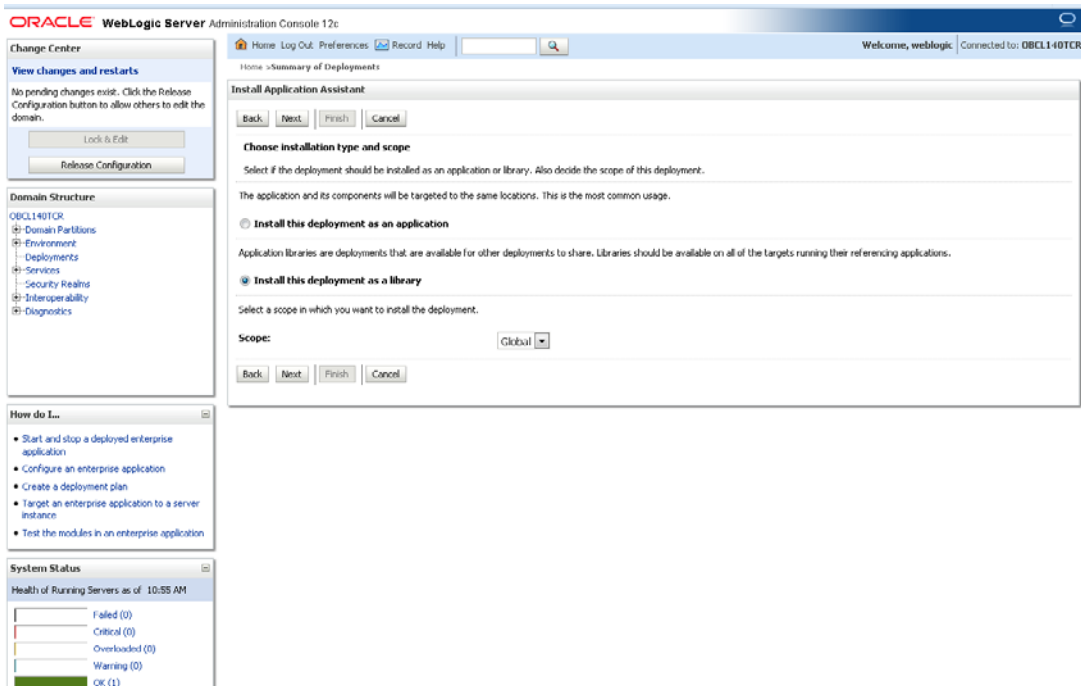 ORACLE WebLogic Server Administration Console 12c
Change Center
View changes and restarts
No pending changes exist. Click the Release
Configuration button to allow others to edit the
domain.
Lock & Edit
Release Configuration
Domain Structure
OBCL140TCR
Domain Partitions
Environment
Deployments
Services
Security Realms
Interoperability
Diagnostics
How do I...
Start and stop a deployed enterprise
application
Configure an enterprise application
Create a deployment plan
Target an enterprise application to a server
instance
Test the modules in an enterprise application
System Status
Health of Running Servers as of 10:55 AM
Failed (0)
Critical (0)
Overloaded (0)
Warning (0)
OK (1)
Home Log Out Preferences Record Help
Welcome, weblogic Connected to: OBCL140TCR
Home >Summary of Deployments
Install Application Assistant
Back Next Finish Cancel
Choose installation type and scope
Select if the deployment should be installed as an application or library. Also decide the scope of this deployment.
The application and its components will be targeted to the same locations. This is the most common usage.
Install this deployment as an application
Application libraries are deployments that are available for other deployments to share. Libraries should be available on all of the targets running their referencing applications.
Install this deployment as a library
Select a scope in which you want to install the deployment.
Scope: Global
Back Next Finish Cancel